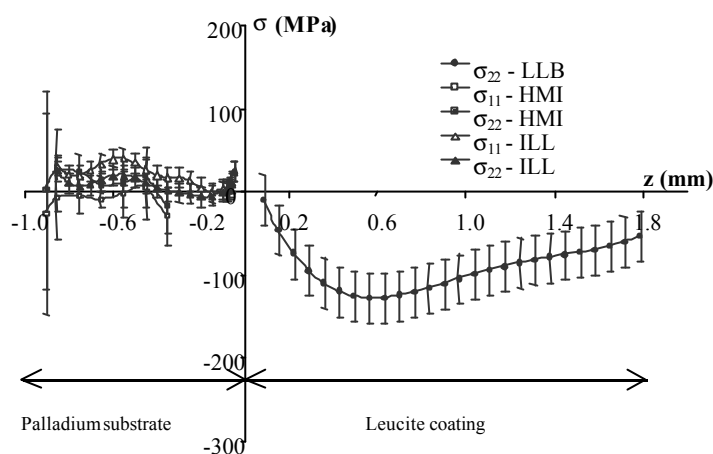 σ (MPa)
200
σ22 - LLB
σ11 - HMI
σ22 - HMI
σ11 - ILL
σ22 - ILL
100
z (mm)
0
-1.0 -0.6 -0.2 0.2 0.6 1.0 1.4 1.8
-100
-200
Palladium substrate Leucite coating
-300